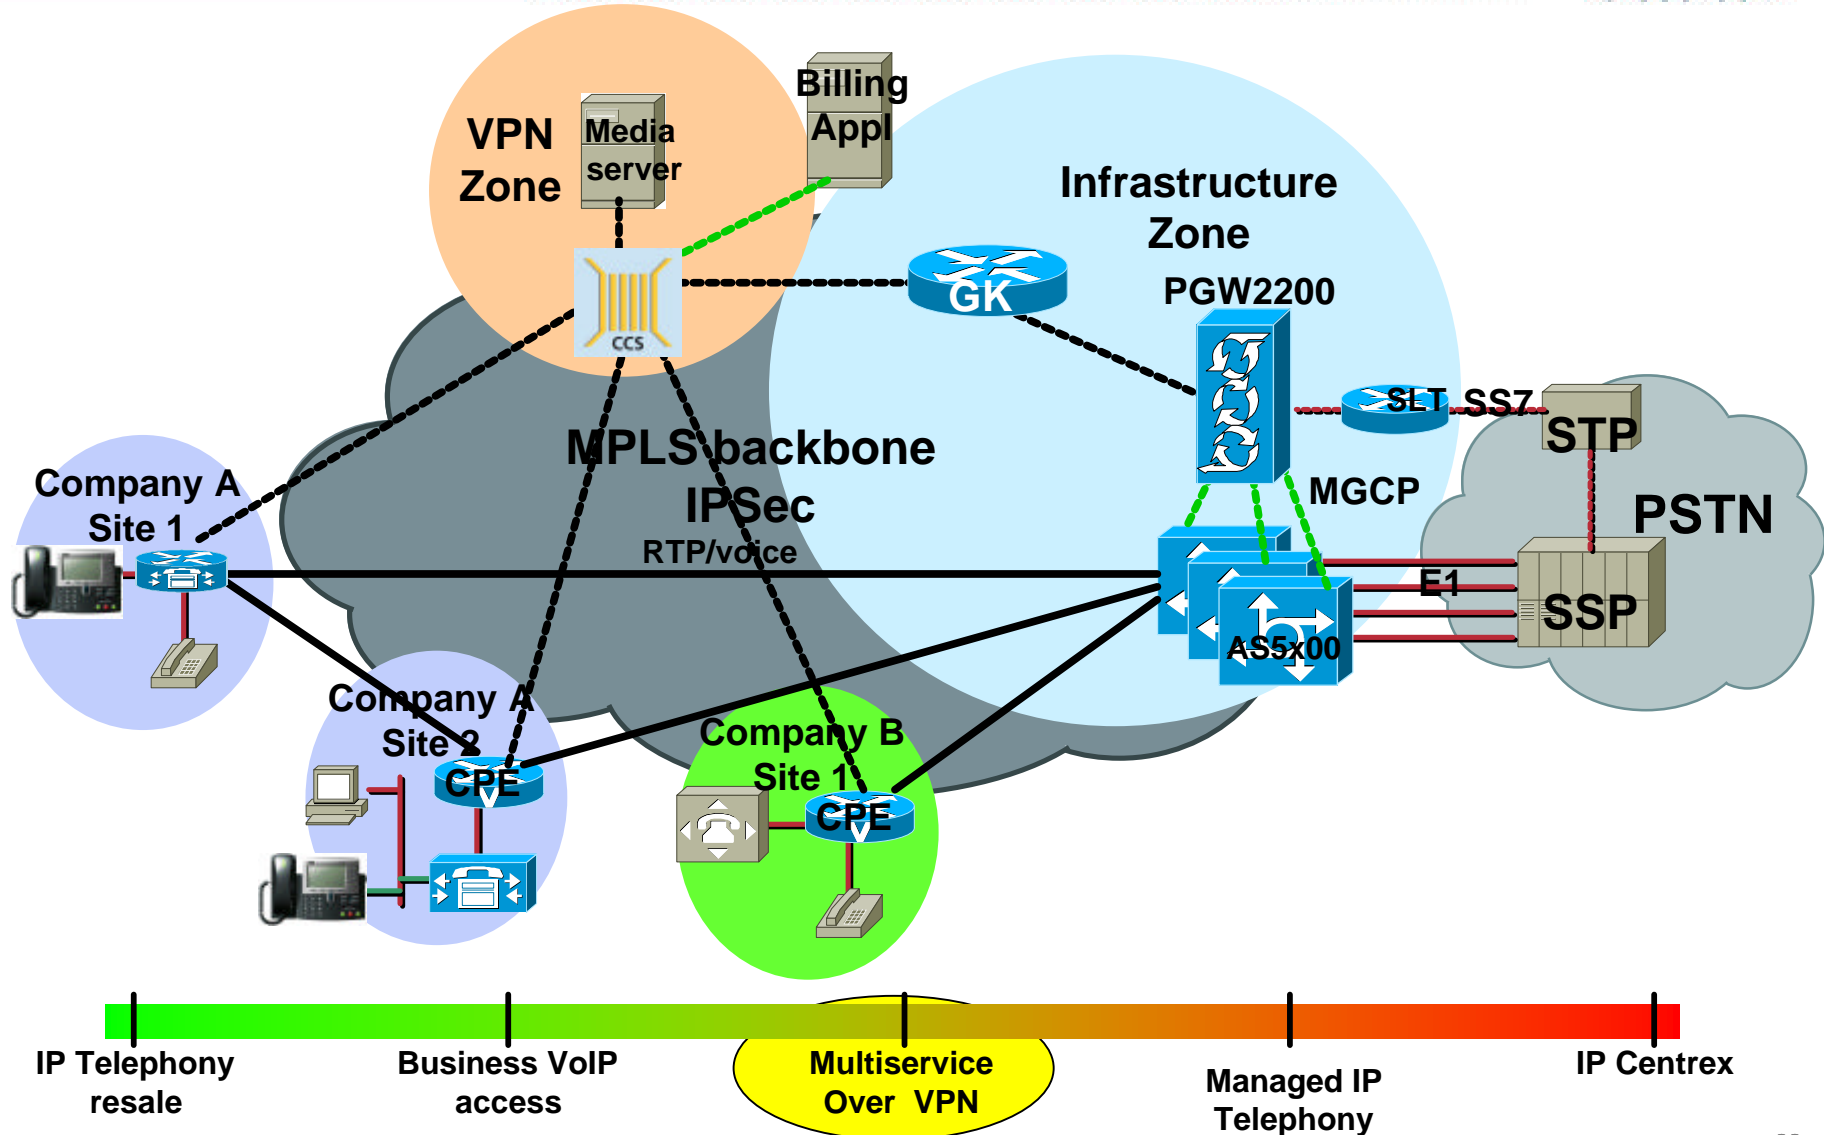 VPN
Zone
Media
server
Billing
Appl
CCS
Infrastructure
Zone
GK
PGW2200
SLT
SS7
STP
PSTN
MGCP
MPLS backbone
IPSec
RTP/voice
E1
SSP
AS5x00
Company A
Site 1
Company A
Site 2
CPE
V
Company B
Site 1
CPE
V
IP Telephony
resale
Business VoIP
access
Multiservice
Over VPN
Managed IP
Telephony
IP Centrex